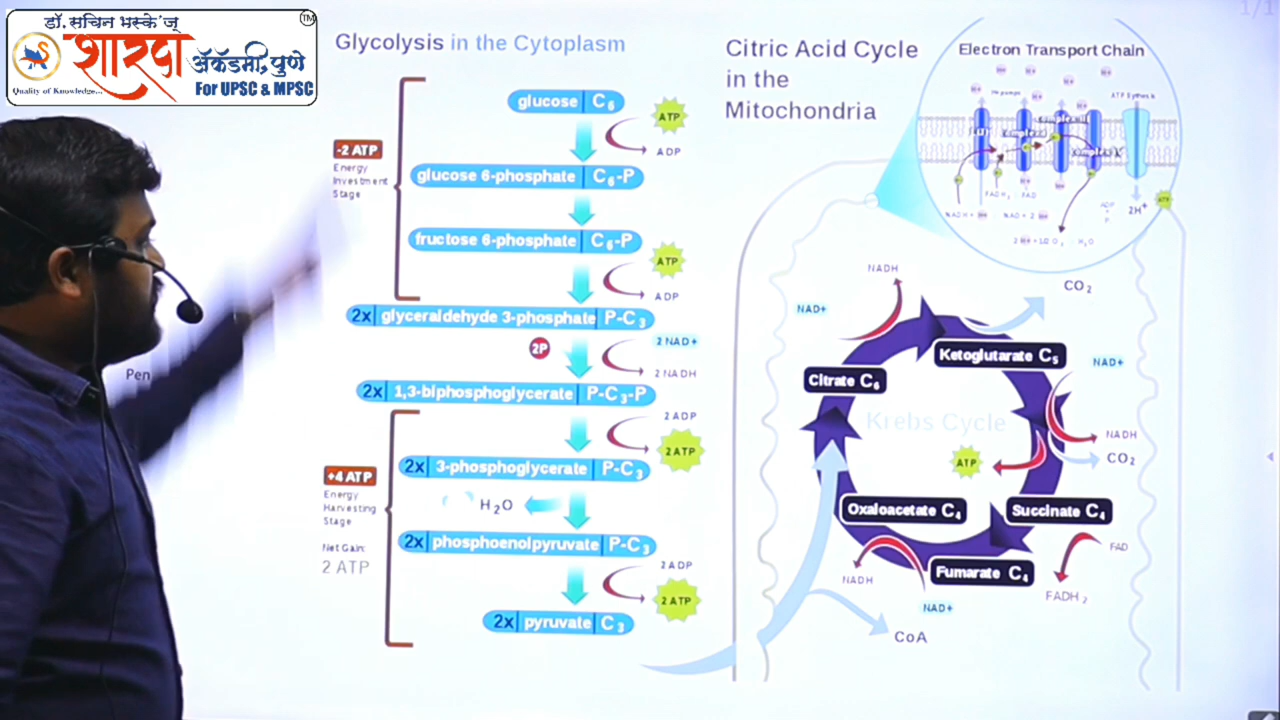 डॉ. सचिन भस्के'ज्
TM
शारदा
ॲकॅडमी, पुणे
Quality of Knowledge...
For UPSC & MPSC
1/1
Pen
Glycolysis in the Cytoplasm
glucose C6
ATP
ADP
-2 ATP
Energy
Investment
Stage
glucose 6-phosphate C6-P
fructose 6-phosphate C6-P
ATP
ADP
2x glyceraldehyde 3-phosphate P-C3
2P
2 NAD+
2 NADH
2x 1,3-biphosphoglycerate P-C3-P
2 ADP
2 ATP
2x 3-phosphoglycerate P-C3
+4 ATP
Energy
Harvesting
Stage
Net Gain:
2 ATP
H2O
2x phosphoenolpyruvate P-C3
2 ADP
2 ATP
2x pyruvate C3
Citric Acid Cycle
in the
Mitochondria
Electron Transport Chain
2H+
ATP
NADH
NAD+
CO2
Ketoglutarate C5
NAD+
Citrate C6
Krebs Cycle
NADH
CO2
ATP
Oxaloacetate C4
Succinate C4
FAD
NADH
Fumarate C4
FADH2
NAD+
CoA